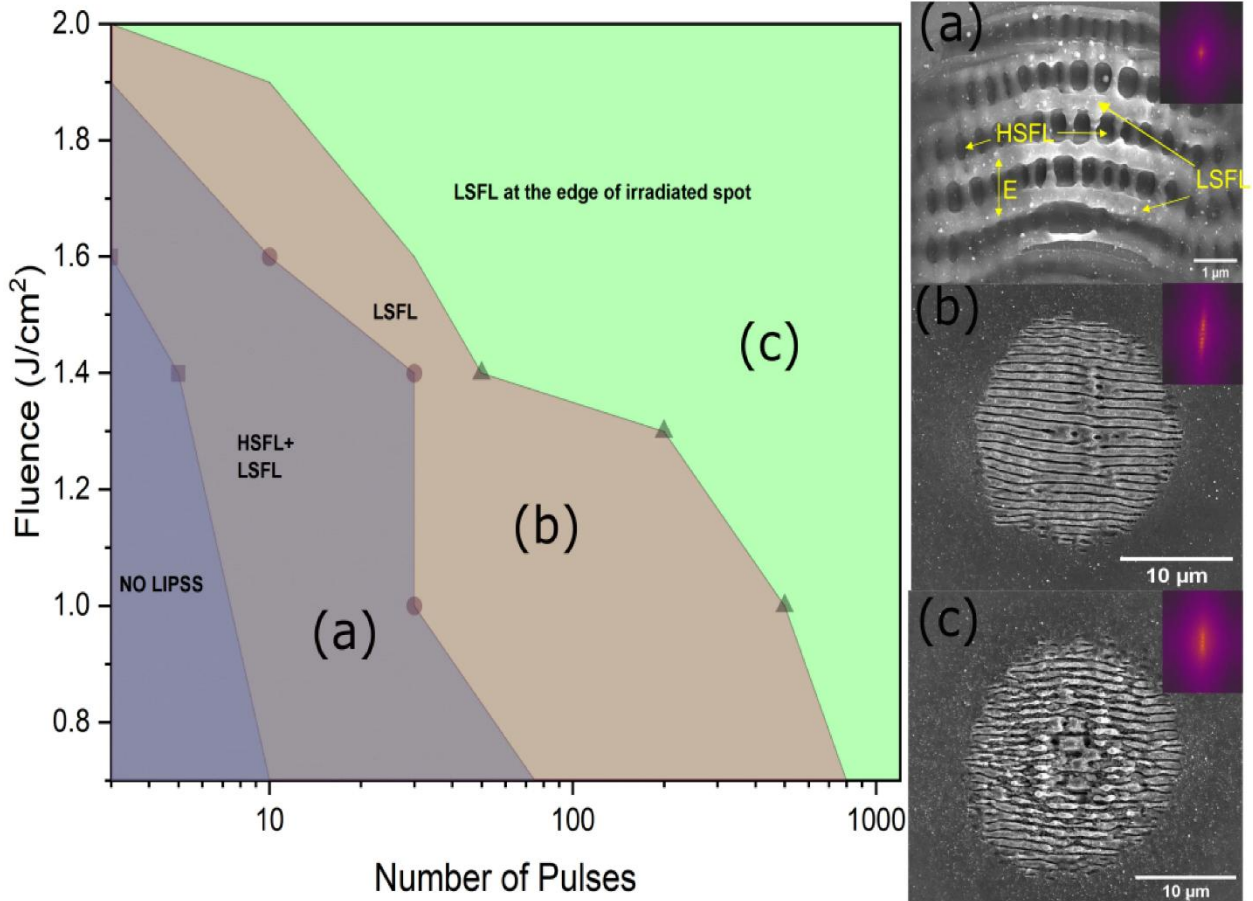 2.0
1.8
1.6
1.4
1.2
1.0
0.8
Fluence (J/cm²)
LSFL at the edge of irradiated spot
LSFL
(c)
HSFL+
LSFL
(b)
NO LIPSS
(a)
10
100
1000
Number of Pulses
(a)
HSFL
LSFL
E
1 µm
(b)
10 µm
(c)
10 µm